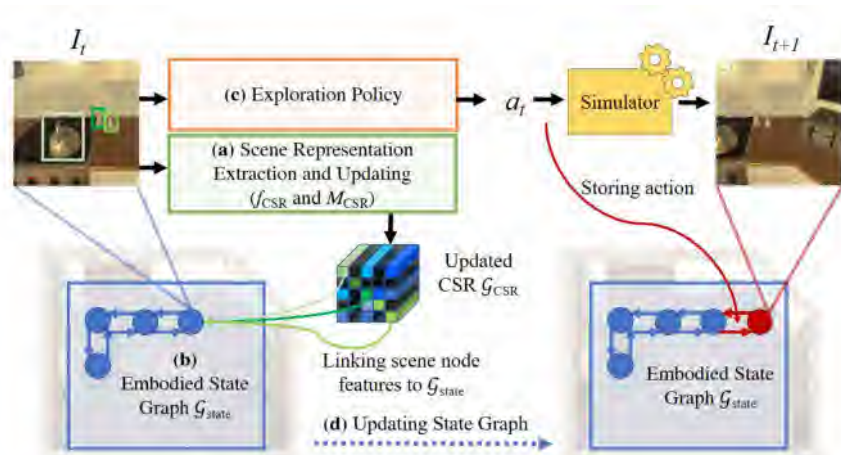 I_t
I_{t+1}
(c) Exploration Policy
a_t
Simulator
(a) Scene Representation
Extraction and Updating
(f_CSR and M_CSR)
Storing action
Updated
CSR 𝒢_CSR
(b)
Embodied State
Graph 𝒢_state
Linking scene node
features to 𝒢_state
Embodied State
Graph 𝒢_state
(d) Updating State Graph